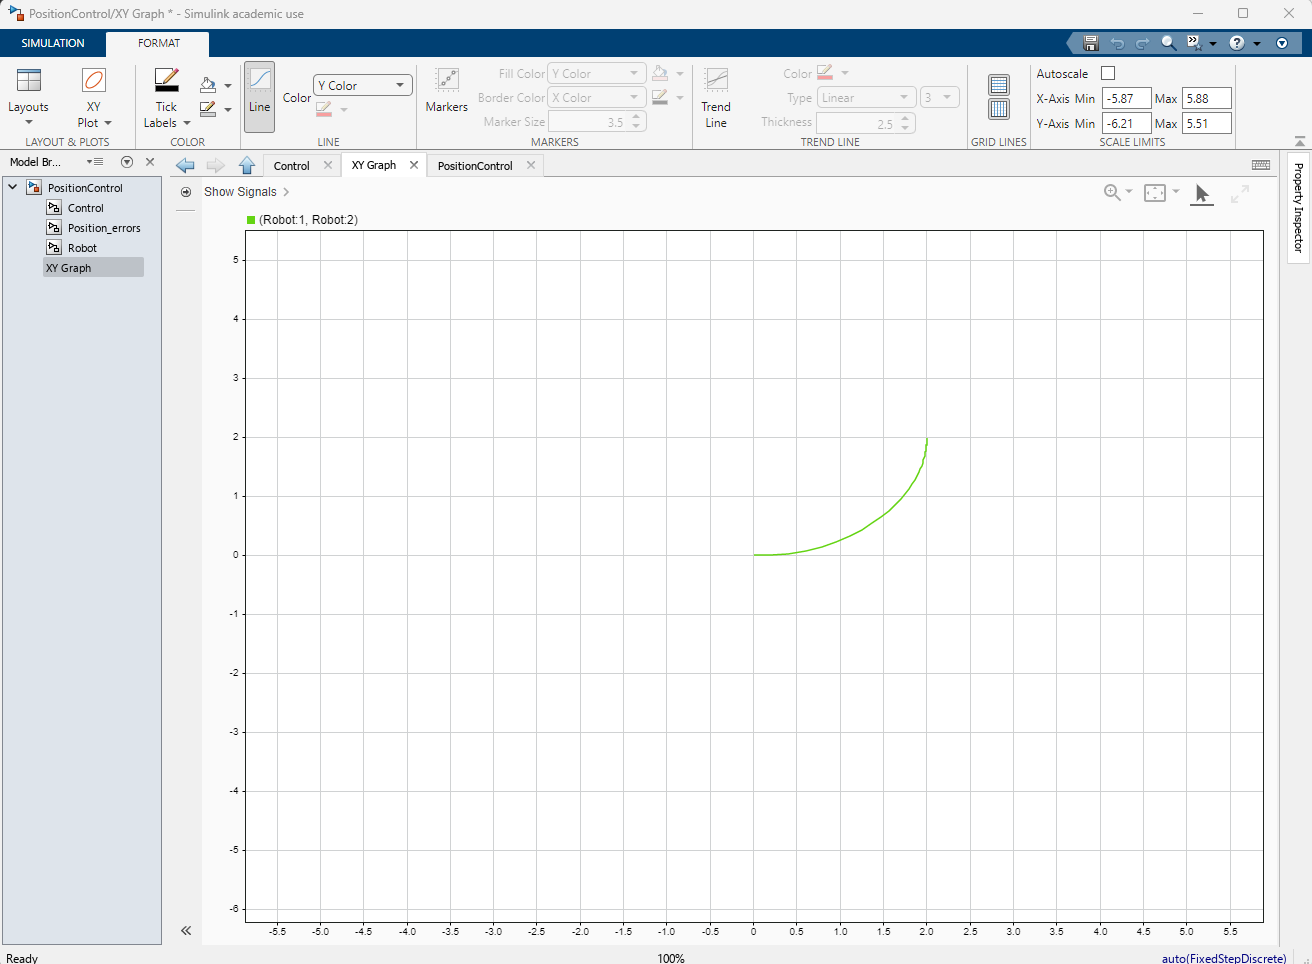 PositionControl/XY Graph * - Simulink academic use
SIMULATION FORMAT
Layouts XY Plot Tick Labels Line Color Y Color Markers Fill Color Y Color Border Color X Color Marker Size 3.5 Trend Line Color Type Linear 3 Thickness 2.5 Autoscale
X-Axis Min -5.87 Max 5.88
Y-Axis Min -6.21 Max 5.51
LAYOUT & PLOTS COLOR LINE MARKERS TREND LINE GRID LINES SCALE LIMITS
Model Br... Control XY Graph PositionControl
PositionControl
Control
Position_errors
Robot
XY Graph
Show Signals
Property Inspector
(Robot:1, Robot:2)
5
4
3
2
1
0
-1
-2
-3
-4
-5
-6
-5.5 -5.0 -4.5 -4.0 -3.5 -3.0 -2.5 -2.0 -1.5 -1.0 -0.5 0 0.5 1.0 1.5 2.0 2.5 3.0 3.5 4.0 4.5 5.0 5.5
Ready 100% auto(FixedStepDiscrete)